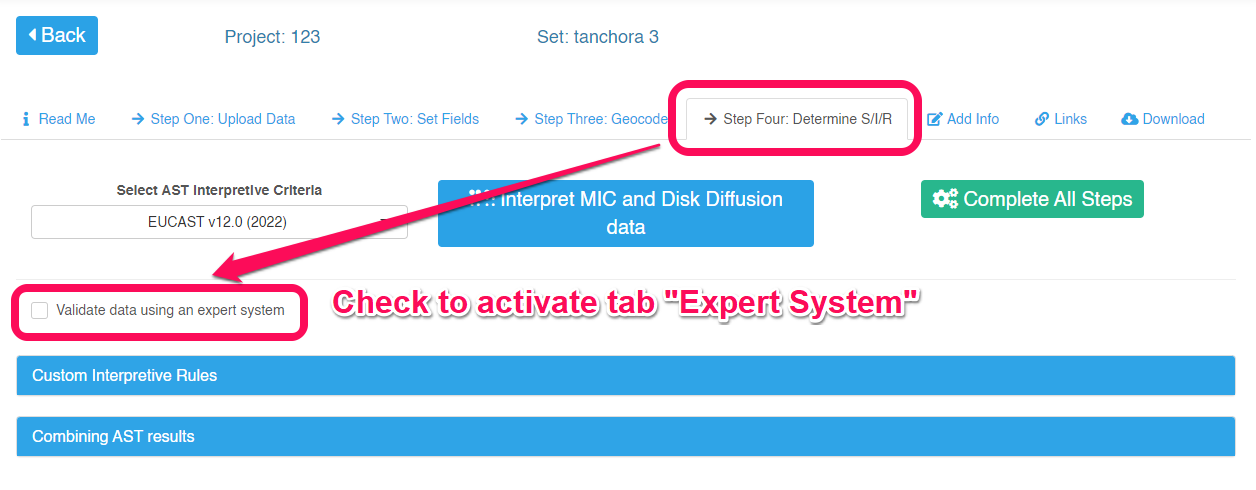 Back
Project: 123
Set: tanchora 3
Read Me
Step One: Upload Data
Step Two: Set Fields
Step Three: Geocode
Step Four: Determine S/I/R
Add Info
Links
Download
Select AST Interpretive Criteria
EUCAST v12.0 (2022)
Interpret MIC and Disk Diffusion
data
Complete All Steps
Validate data using an expert system
Check to activate tab "Expert System"
Custom Interpretive Rules
Combining AST results